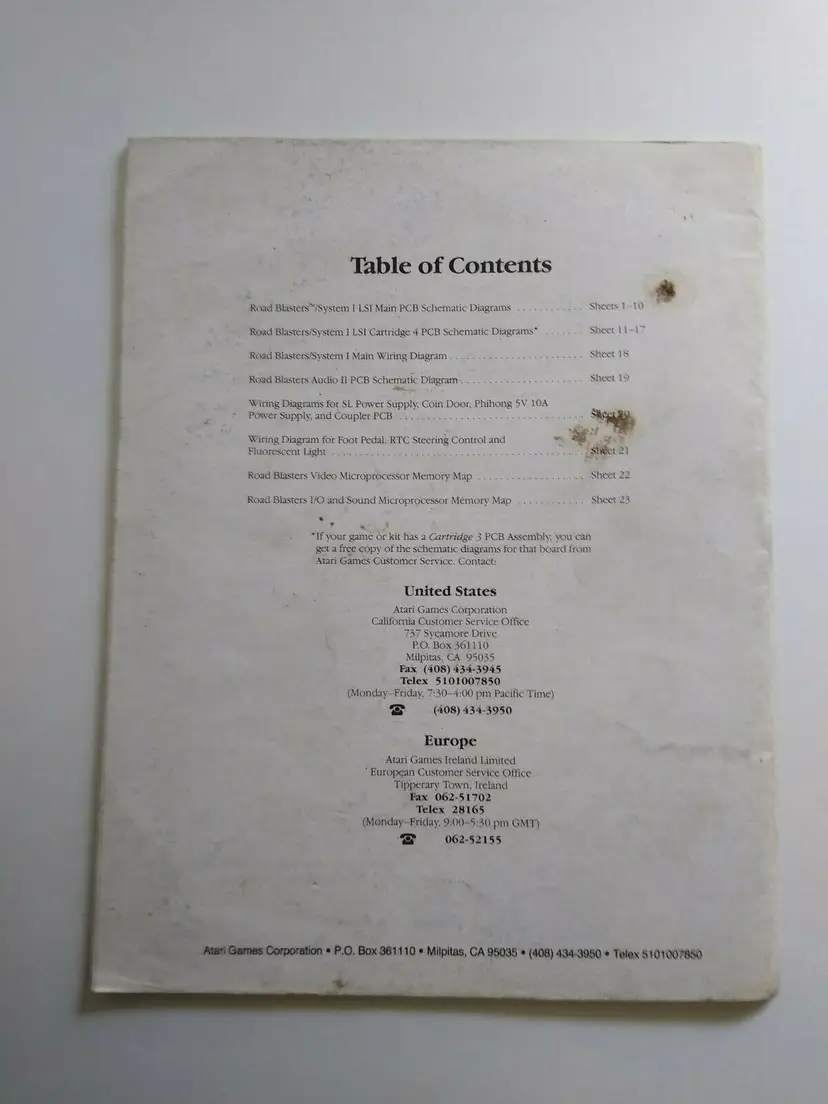 Table of Contents
Road Blasters™/System I LSI Main PCB Schematic Diagrams . . . . . . . . . . . Sheets 1–10
Road Blasters/System I LSI Cartridge 4 PCB Schematic Diagrams* . . . . . . . Sheet 11–17
Road Blasters/System I Main Wiring Diagram . . . . . . . . . . . . . . . . . . . . . . Sheet 18
Road Blasters Audio II PCB Schematic Diagram . . . . . . . . . . . . . . . . . . . . Sheet 19
Wiring Diagrams for SL Power Supply, Coin Door, Phihong 5V 10A
Power Supply, and Coupler PCB . . . . . . . . . . . . . . . . . . . . . . . . . . . . . . Sheet 20
Wiring Diagram for Foot Pedal, RTC Steering Control and
Fluorescent Light . . . . . . . . . . . . . . . . . . . . . . . . . . . . . . . . . . . . . . . . . . Sheet 21
Road Blasters Video Microprocessor Memory Map . . . . . . . . . . . . . . . . . . Sheet 22
Road Blasters I/O and Sound Microprocessor Memory Map . . . . . . . . . . . Sheet 23
*If your game or kit has a Cartridge 3 PCB Assembly, you can
get a free copy of the schematic diagrams for that board from
Atari Games Customer Service. Contact:
United States
Atari Games Corporation
California Customer Service Office
737 Sycamore Drive
P.O. Box 361110
Milpitas, CA 95035
Fax (408) 434-3945
Telex 5101007850
(Monday–Friday, 7:30–4:00 pm Pacific Time)
☎ (408) 434-3950
Europe
Atari Games Ireland Limited
European Customer Service Office
Tipperary Town, Ireland
Fax 062-51702
Telex 28165
(Monday–Friday, 9:00–5:30 pm GMT)
☎ 062-52155
Atari Games Corporation • P.O. Box 361110 • Milpitas, CA 95035 • (408) 434-3950 • Telex 5101007850